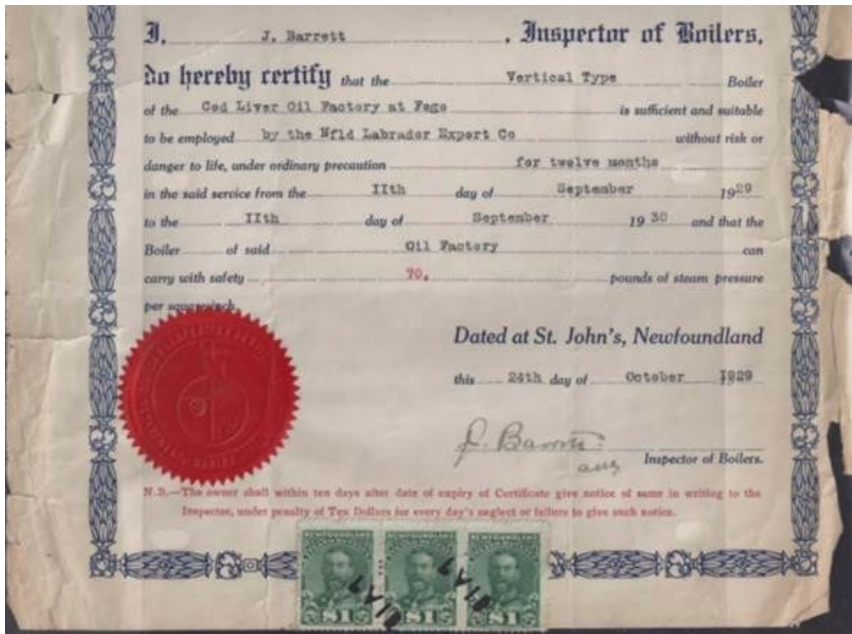 I, J. Barrett, Inspector of Boilers,
do hereby certify that the Vertical Type Boiler
of the Cod Liver Oil Factory at Fogo is sufficient and suitable
to be employed by the Nfld Labrador Export Co without risk or
danger to life, under ordinary precaution for twelve months
in the said service from the IIth day of September 1929
to the IIth day of September 19 30 and that the
Boiler of said Oil Factory can
carry with safety 70. pounds of steam pressure
per square inch.
Dated at St. John's, Newfoundland
this 24th day of October 1929
J. Barrett
Inspector of Boilers.
N.B.—The owner shall within ten days after date of expiry of Certificate give notice of same in writing to the
Inspector, under penalty of Ten Dollars for every day's neglect or failure to give such notice.
NEWFOUNDLAND NEWFOUNDLAND NEWFOUNDLAND
$1 $1 $1